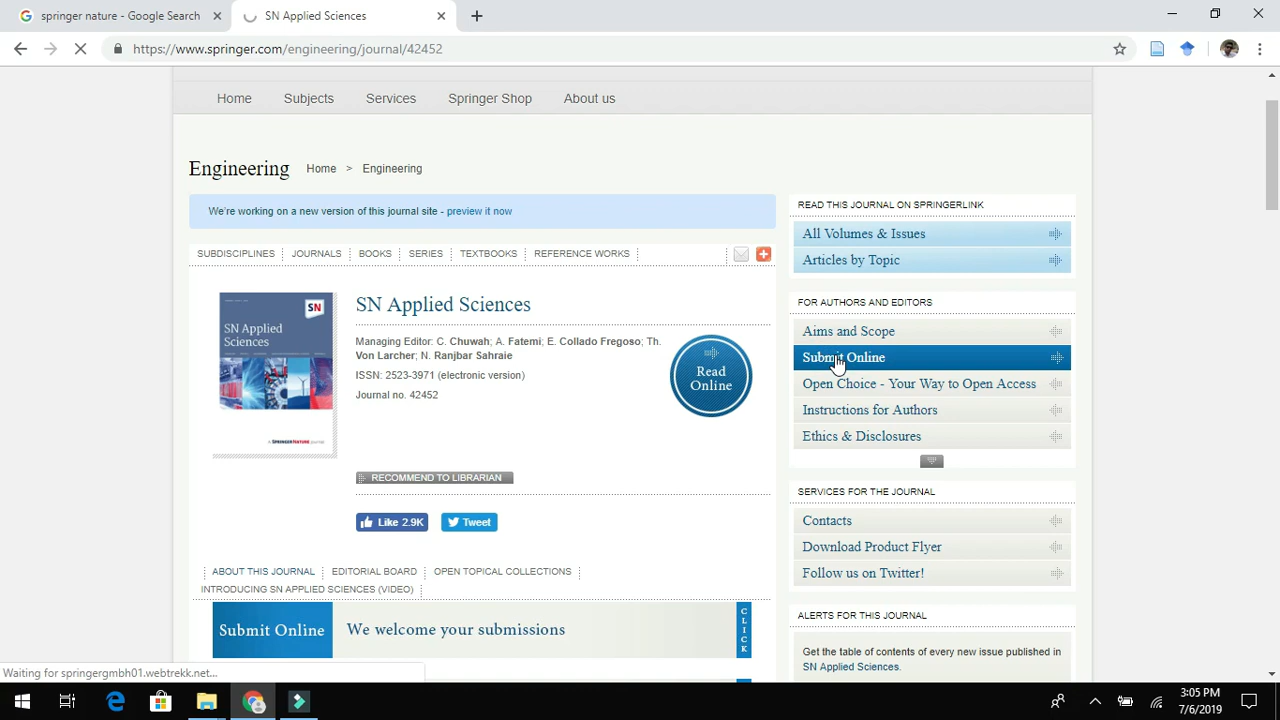 springer nature - Google Search
SN Applied Sciences
https://www.springer.com/engineering/journal/42452
Home Subjects Services Springer Shop About us
Engineering Home > Engineering
We're working on a new version of this journal site - preview it now
SUBDISCIPLINES JOURNALS BOOKS SERIES TEXTBOOKS REFERENCE WORKS
SN
SN Applied
Sciences
SPRINGER NATURE
SN Applied Sciences
Managing Editor: C. Chuwah; A. Fatemi; E. Collado Fregoso; Th.
Von Larcher; N. Ranjbar Sahraie
ISSN: 2523-3971 (electronic version)
Journal no. 42452
Read
Online
RECOMMEND TO LIBRARIAN
Like 2.9K Tweet
ABOUT THIS JOURNAL EDITORIAL BOARD OPEN TOPICAL COLLECTIONS
INTRODUCING SN APPLIED SCIENCES (VIDEO)
Submit Online We welcome your submissions CLICK
READ THIS JOURNAL ON SPRINGERLINK
All Volumes & Issues
Articles by Topic
FOR AUTHORS AND EDITORS
Aims and Scope
Submit Online
Open Choice - Your Way to Open Access
Instructions for Authors
Ethics & Disclosures
SERVICES FOR THE JOURNAL
Contacts
Download Product Flyer
Follow us on Twitter!
ALERTS FOR THIS JOURNAL
Get the table of contents of every new issue published in
SN Applied Sciences.
Waiting for springergmbh01.webtrekk.net...
3:05 PM
7/6/2019